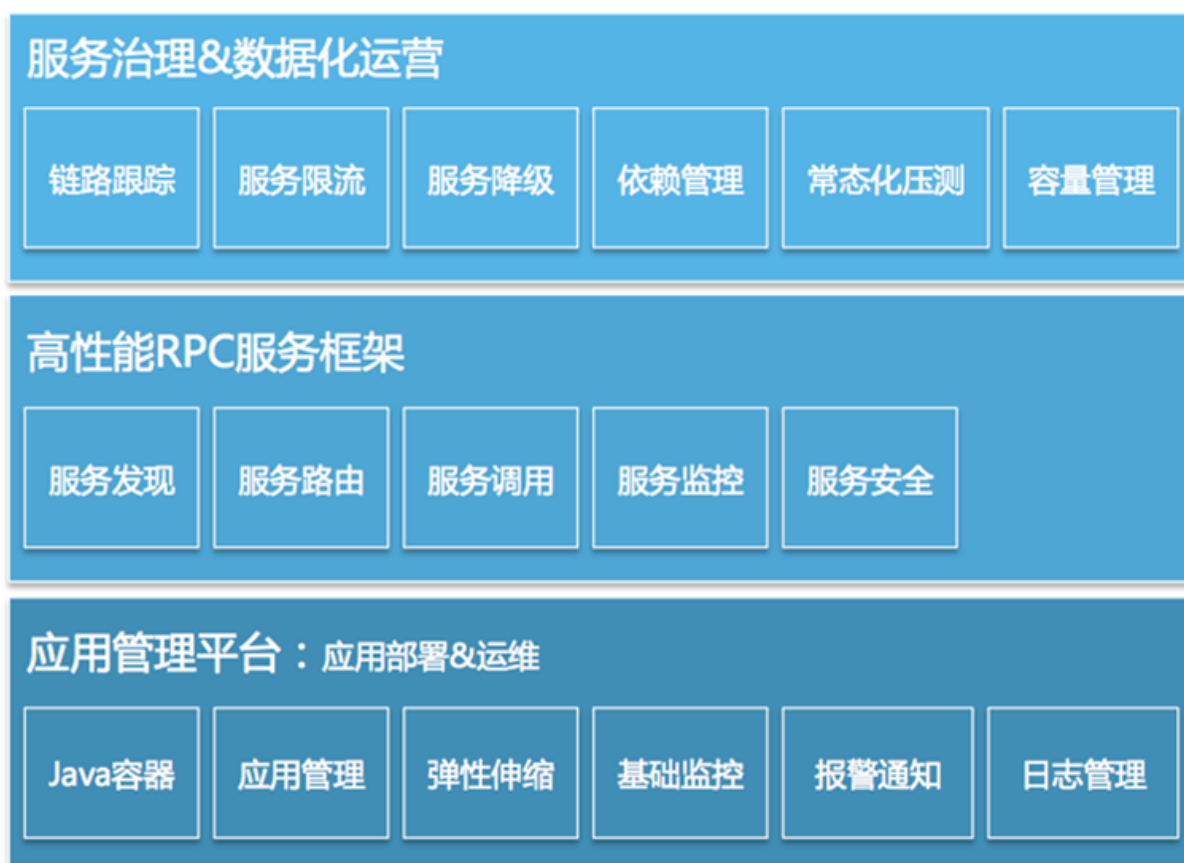 服务治理&数据化运营
链路跟踪 服务限流 服务降级 依赖管理 常态化压测 容量管理
高性能RPC服务框架
服务发现 服务路由 服务调用 服务监控 服务安全
应用管理平台：应用部署&运维
Java容器 应用管理 弹性伸缩 基础监控 报警通知 日志管理